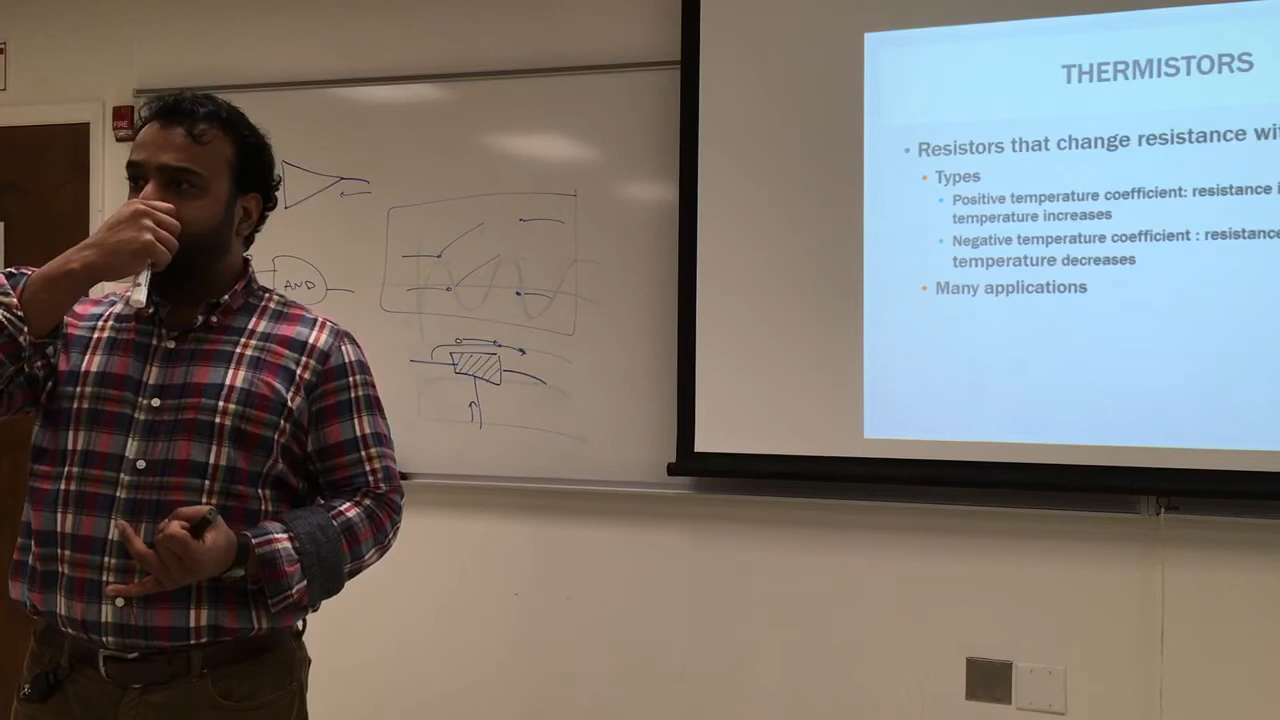 FIRE
AND
THERMISTORS
• Resistors that change resistance
• Types
• Positive temperature coefficient: resistance
temperature increases
• Negative temperature coefficient : resistance
temperature decreases
• Many applications